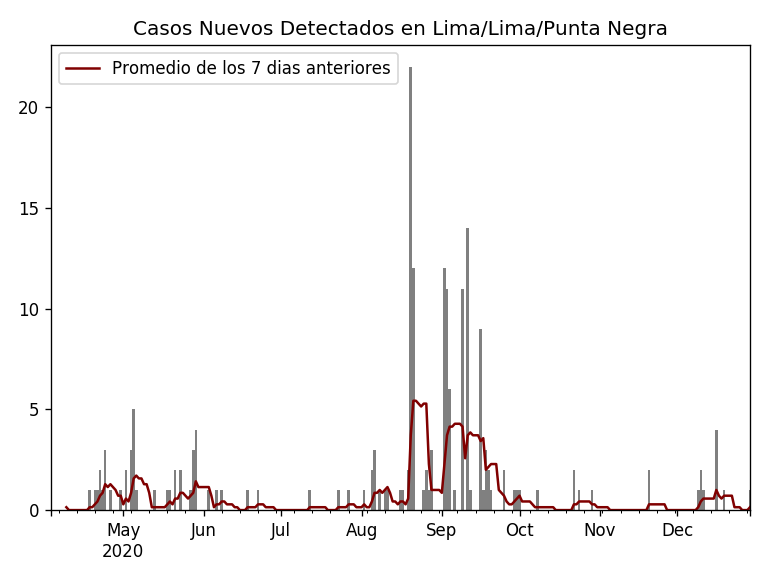 Casos Nuevos Detectados en Lima/Lima/Punta Negra
Promedio de los 7 dias anteriores
20
15
10
5
0
May Jun Jul Aug Sep Oct Nov Dec
2020